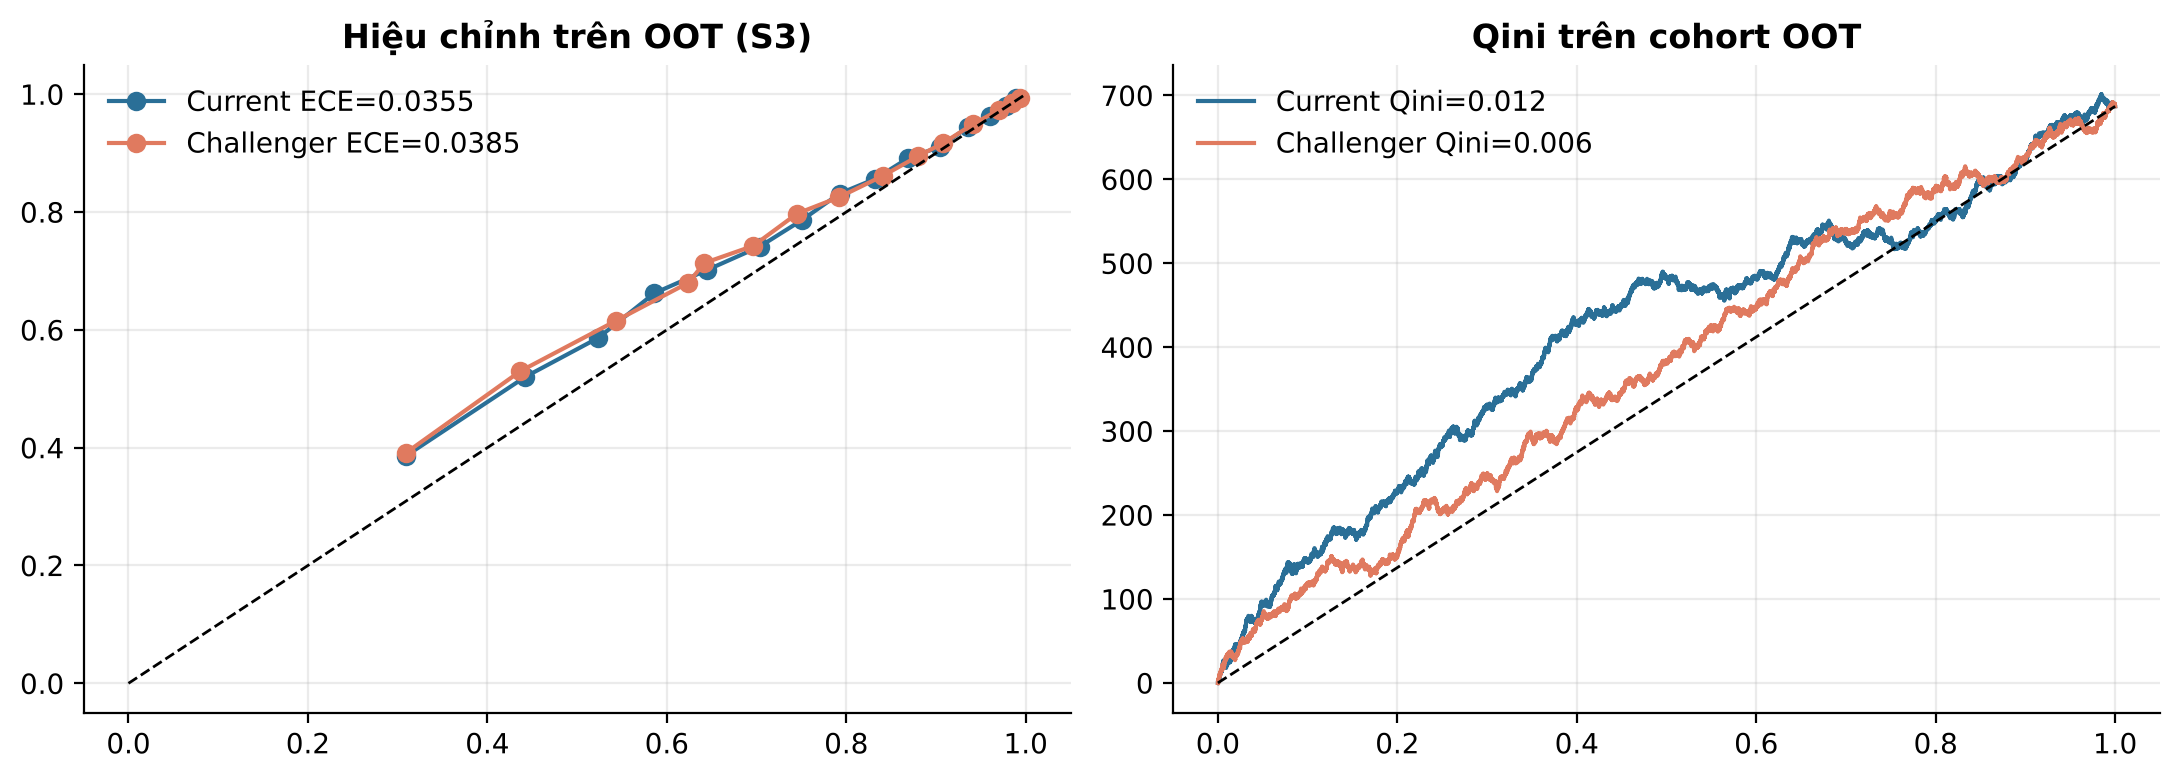 Hiệu chỉnh trên OOT (S3)
Current ECE=0.0355
Challenger ECE=0.0385
1.0
0.8
0.6
0.4
0.2
0.0
0.0 0.2 0.4 0.6 0.8 1.0
Qini trên cohort OOT
Current Qini=0.012
Challenger Qini=0.006
700
600
500
400
300
200
100
0
0.0 0.2 0.4 0.6 0.8 1.0